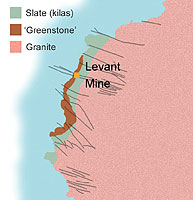 Slate (kilas)
'Greenstone'
Granite
Levant
Mine